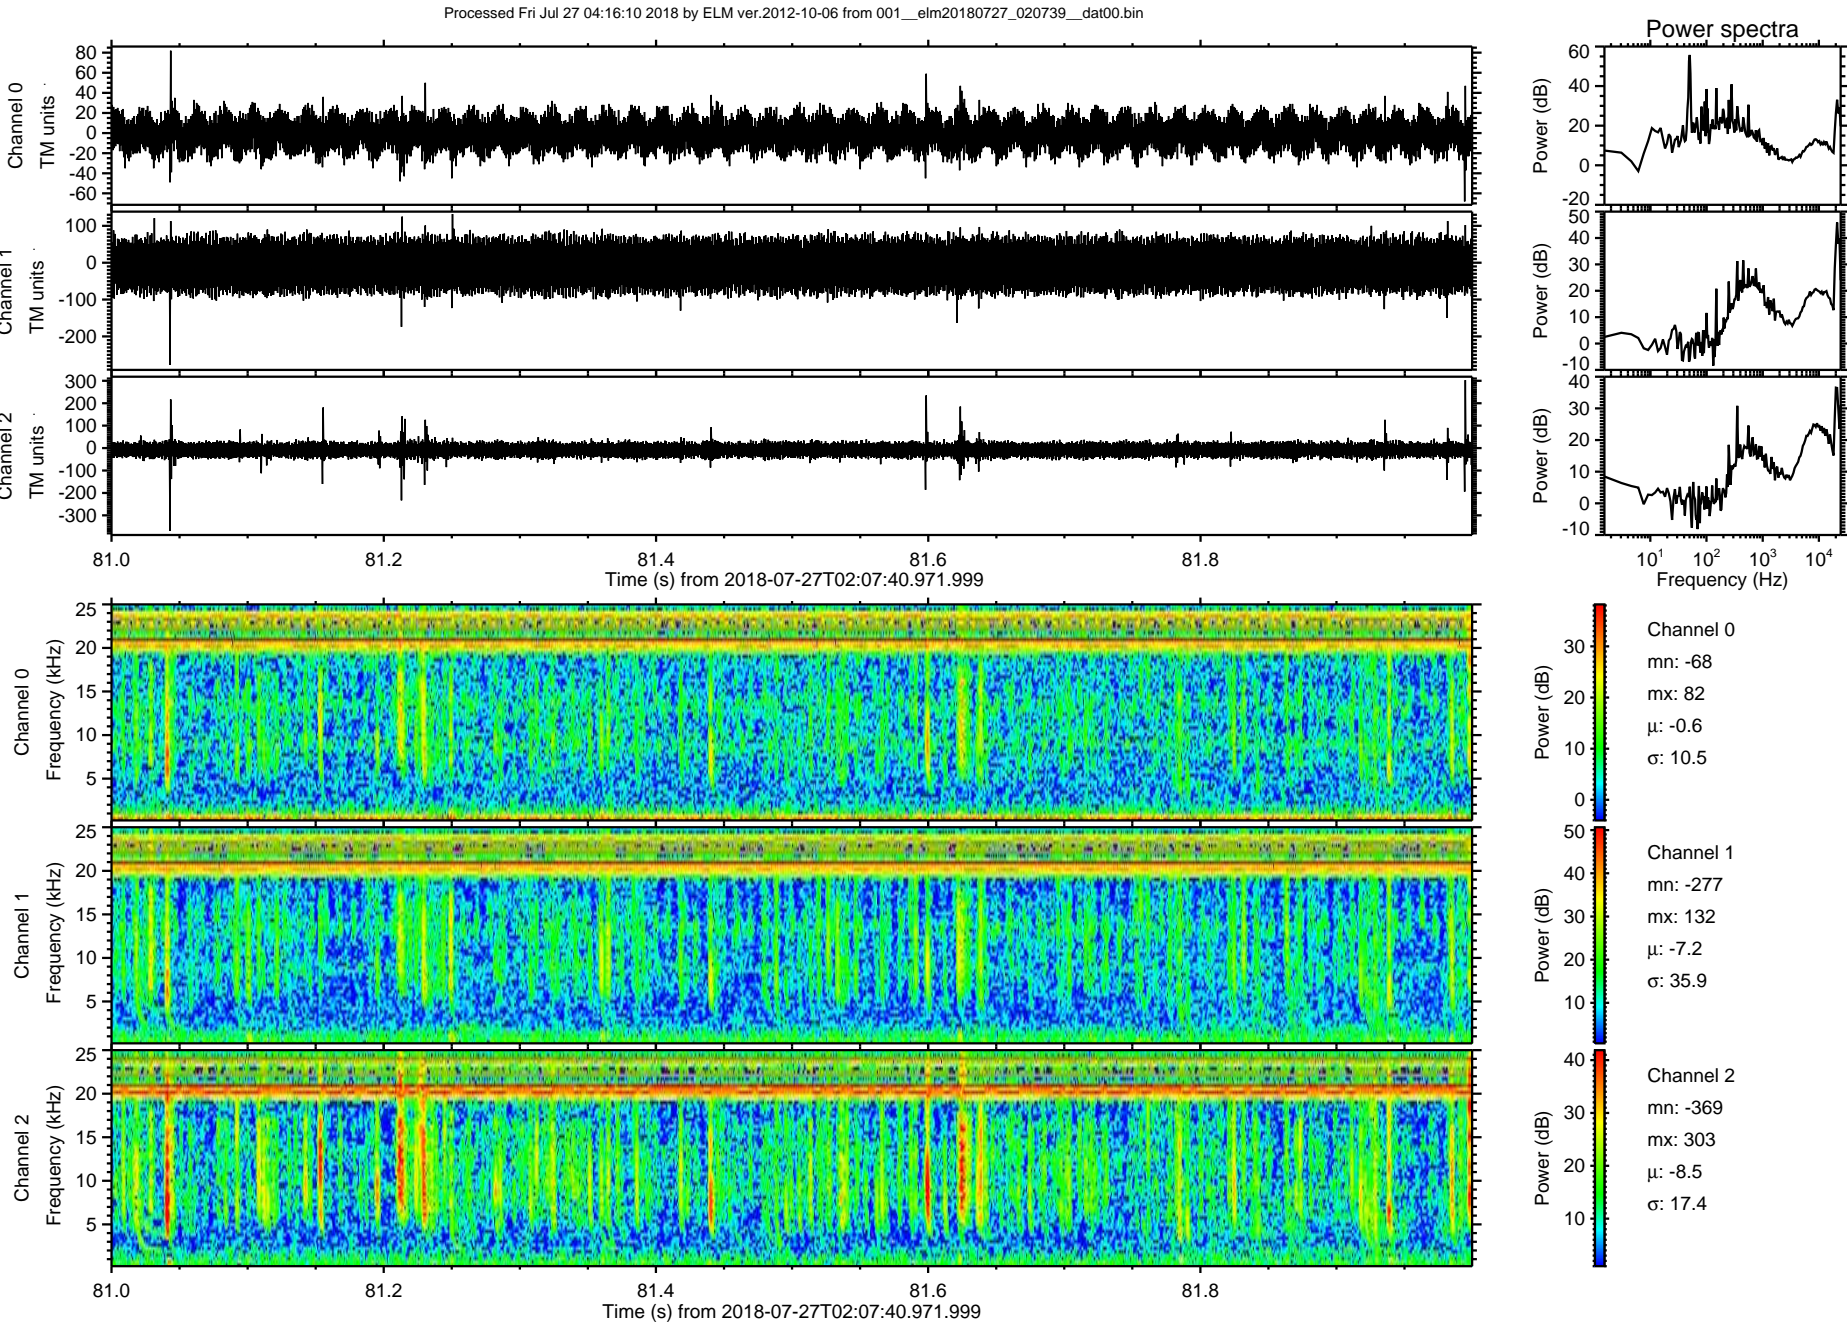 Processed Fri Jul 27 04:16:10 2018 by ELM ver.2012-10-06 from 001__elm20180727_020739__dat00.bin
Power spectra
Channel 0
TM units
80
60
40
20
0
-20
-40
-60
Power (dB)
60
40
20
0
-20
Channel 1
TM units
100
0
-100
-200
Power (dB)
50
40
30
20
10
0
-10
Channel 2
TM units
300
200
100
0
-100
-200
-300
Power (dB)
40
30
20
10
0
-10
81.0 81.2 81.4 81.6 81.8
Time (s) from 2018-07-27T02:07:40.971.999
10¹ 10² 10³ 10⁴
Frequency (Hz)
Channel 0
Frequency (kHz)
25
20
15
10
5
Power (dB)
30
20
10
0
Channel 0
mn: -68
mx: 82
µ: -0.6
σ: 10.5
Channel 1
Frequency (kHz)
25
20
15
10
5
Power (dB)
50
40
30
20
10
Channel 1
mn: -277
mx: 132
µ: -7.2
σ: 35.9
Channel 2
Frequency (kHz)
25
20
15
10
5
Power (dB)
40
30
20
10
Channel 2
mn: -369
mx: 303
µ: -8.5
σ: 17.4
81.0 81.2 81.4 81.6 81.8
Time (s) from 2018-07-27T02:07:40.971.999